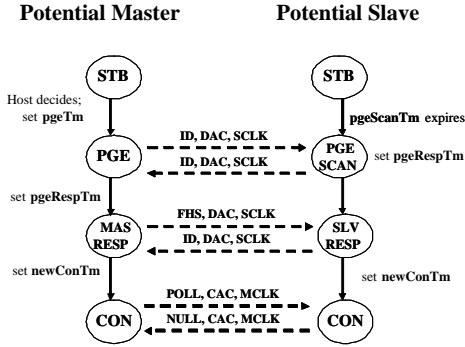 Potential Master
Potential Slave
STB
STB
Host decides;
set pgeTm
pgeScanTm expires
ID, DAC, SCLK
PGE
PGE
SCAN
set pgeRespTm
ID, DAC, SCLK
set pgeRespTm
FHS, DAC, SCLK
MAS
RESP
SLV
RESP
ID, DAC, SCLK
set newConTm
set newConTm
POLL, CAC, MCLK
CON
CON
NULL, CAC, MCLK